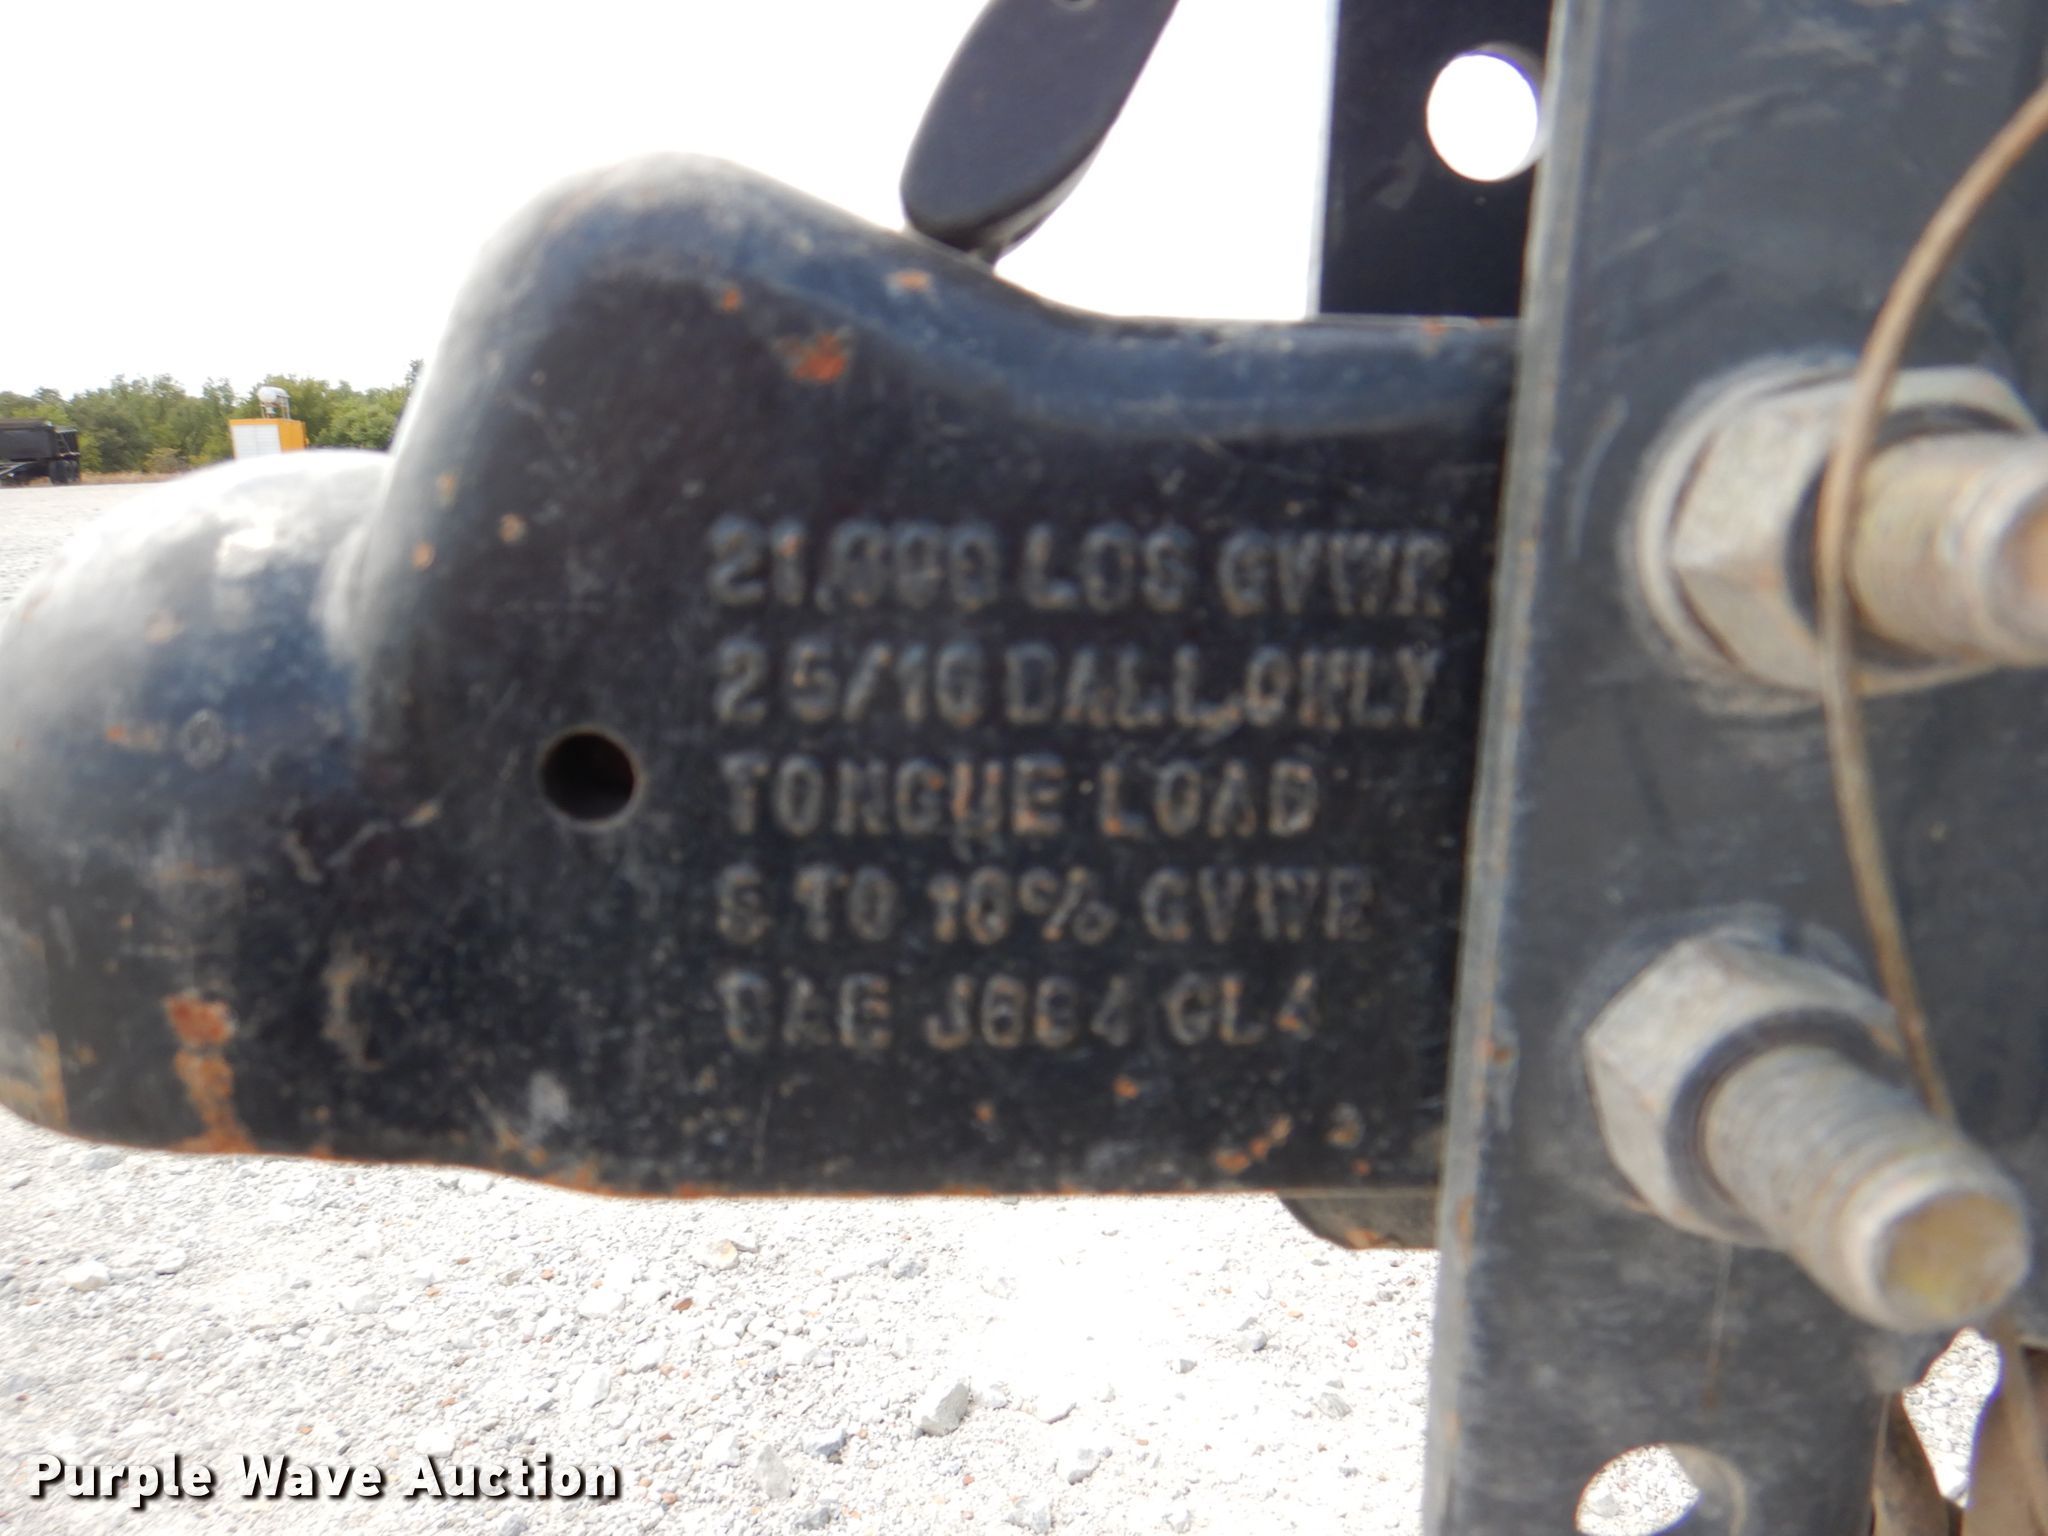 21,000 LBS GVWR
2 5/16 BALL ONLY
TONGUE LOAD
5 TO 10% GVWR
SAE J684 CL4
Purple Wave Auction